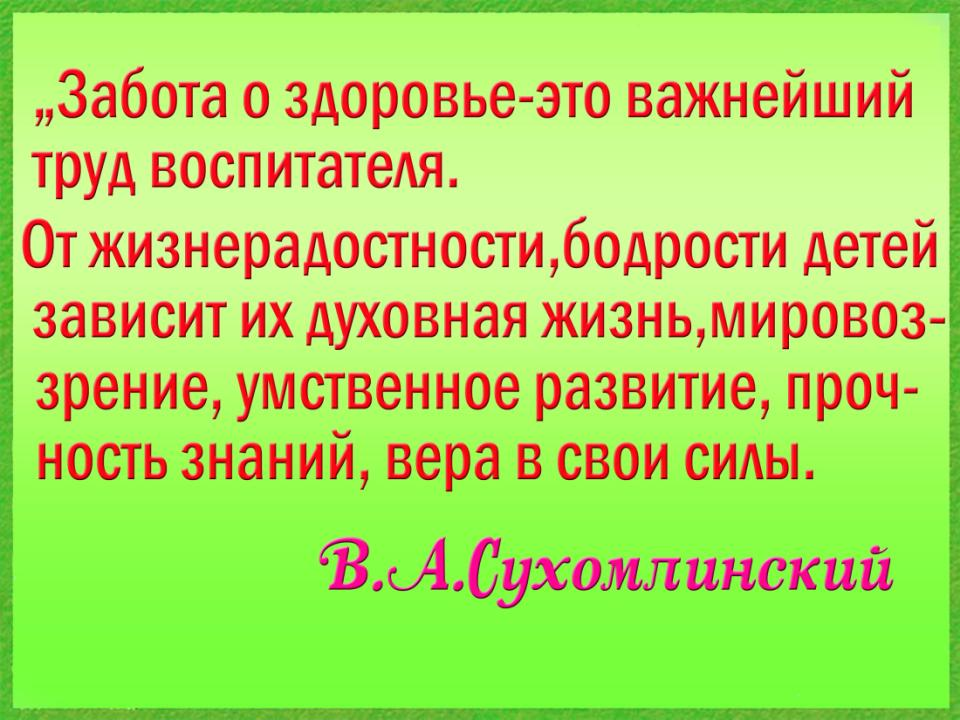 „Забота о здоровье-это важнейший
труд воспитателя.
От жизнерадостности,бодрости детей
зависит их духовная жизнь,мировоз-
зрение, умственное развитие, проч-
ность знаний, вера в свои силы.
В.А.Сухомлинский